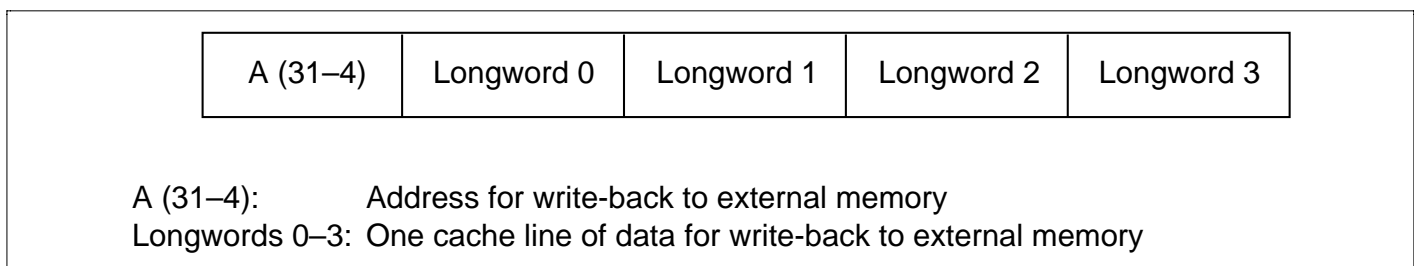 A (31–4) Longword 0 Longword 1 Longword 2 Longword 3
A (31–4): Address for write-back to external memory
Longwords 0–3: One cache line of data for write-back to external memory